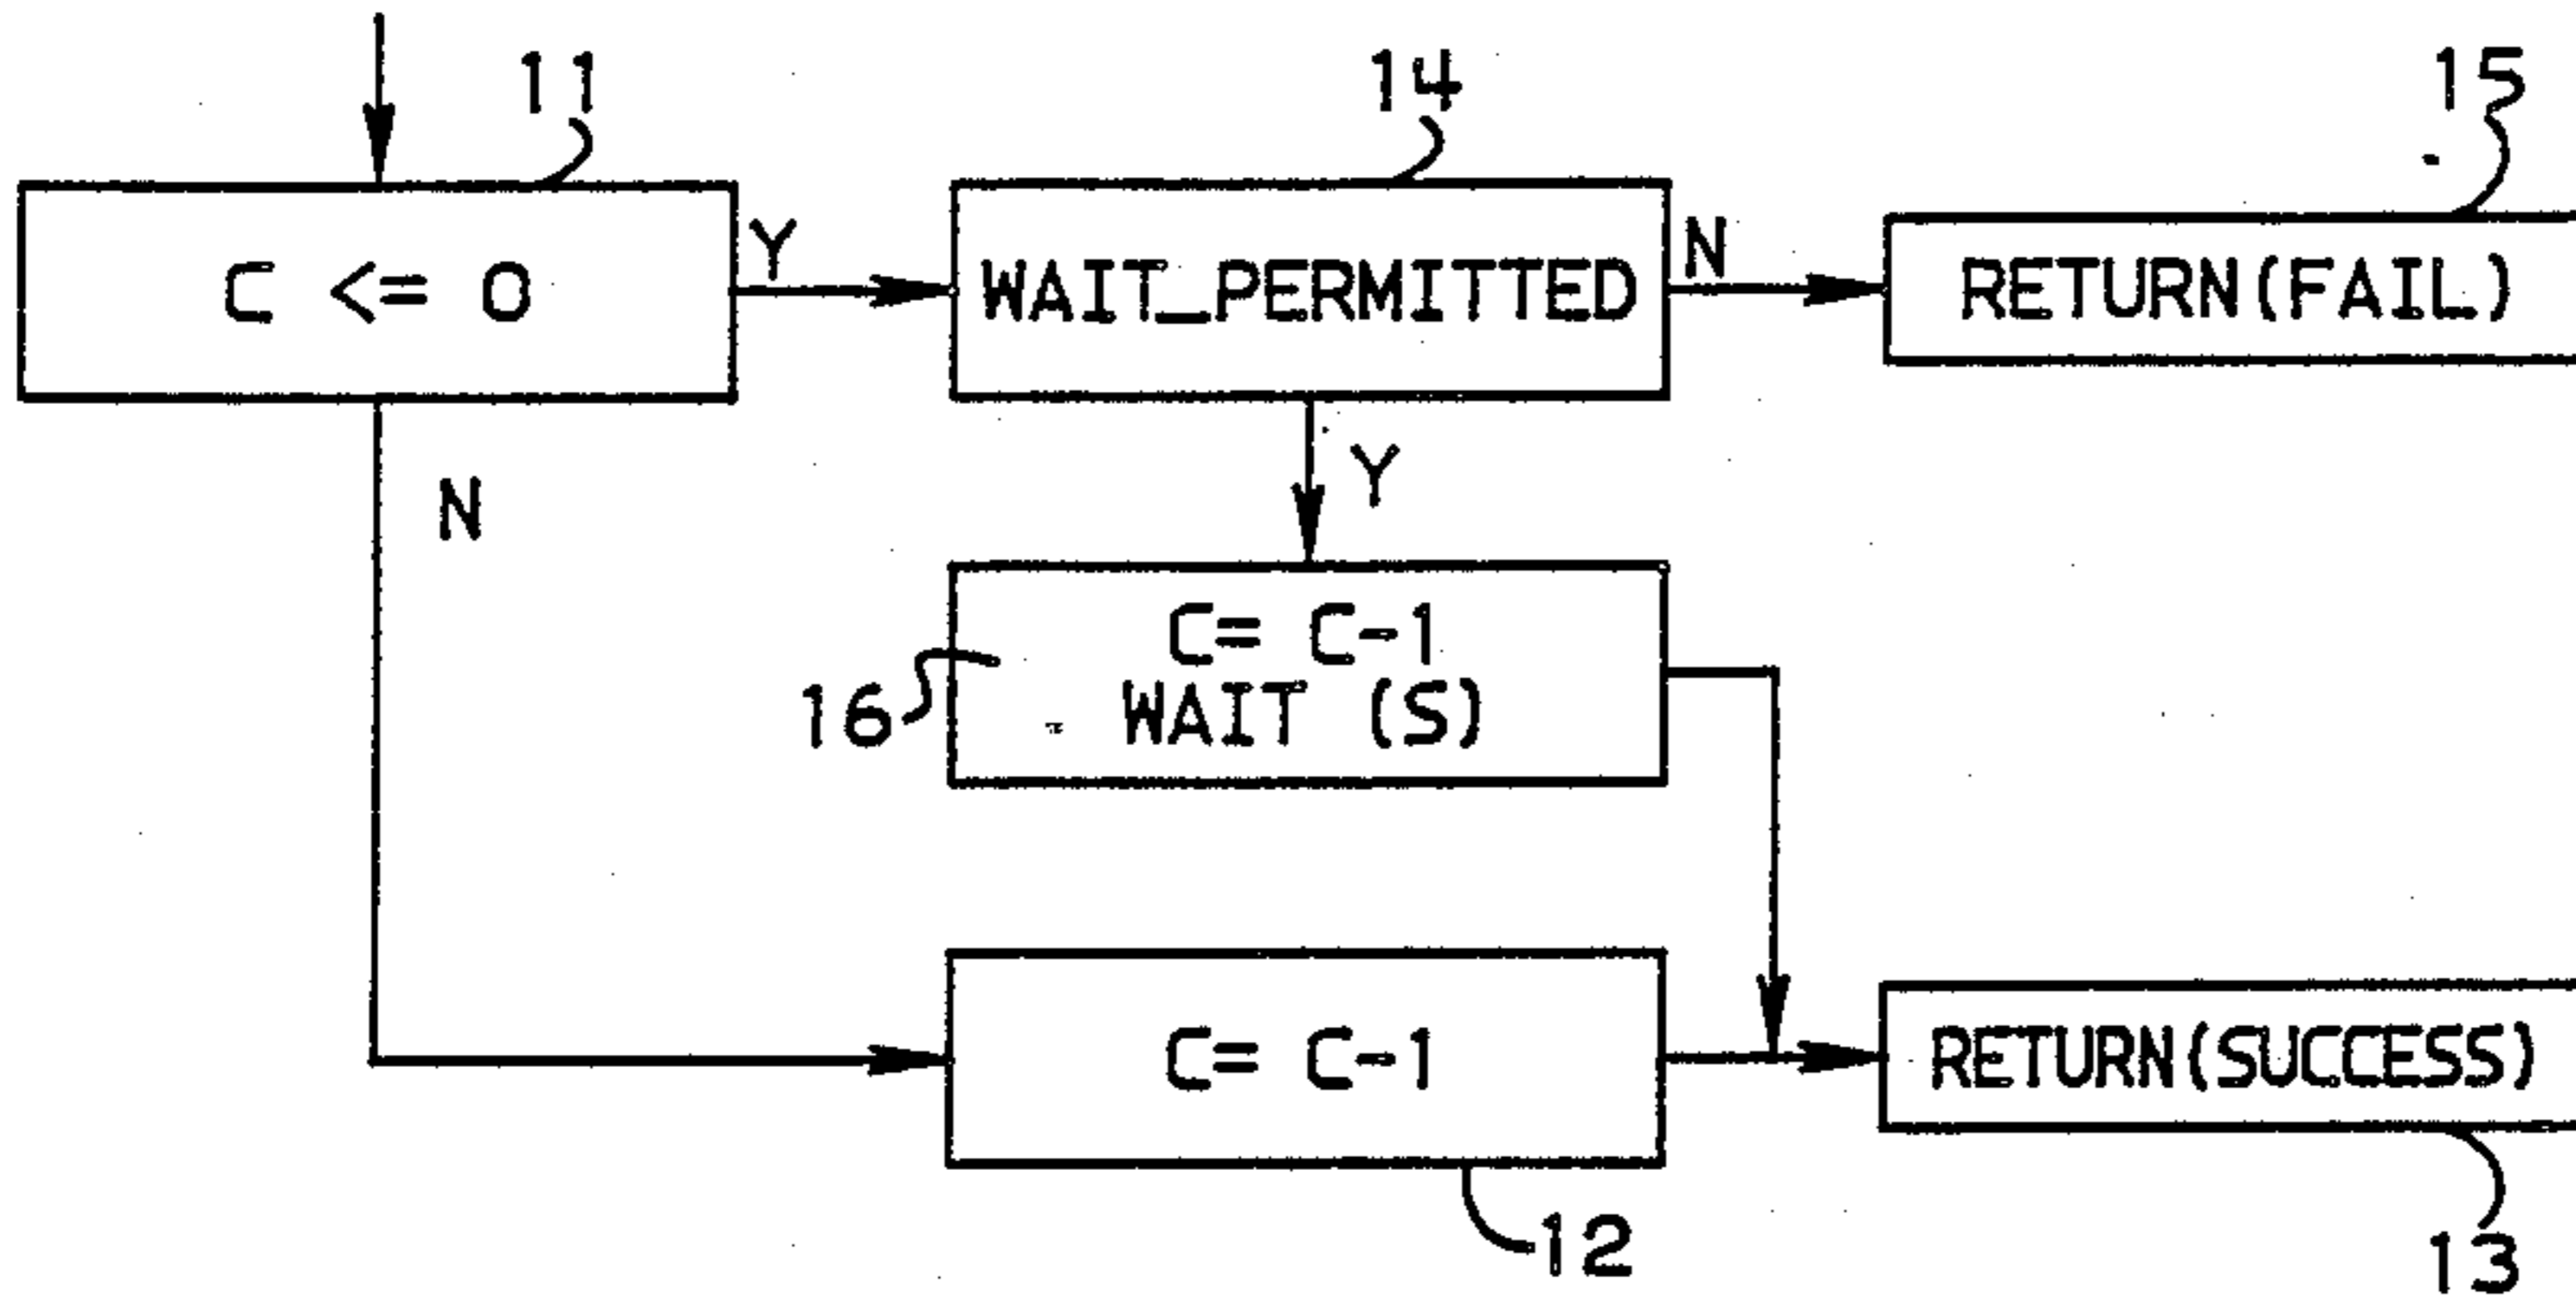 11
14
15
C <= 0
Y
WAIT_PERMITTED
N
RETURN(FAIL)
N
Y
C= C-1
WAIT (S)
16
C= C-1
RETURN(SUCCESS)
12
13